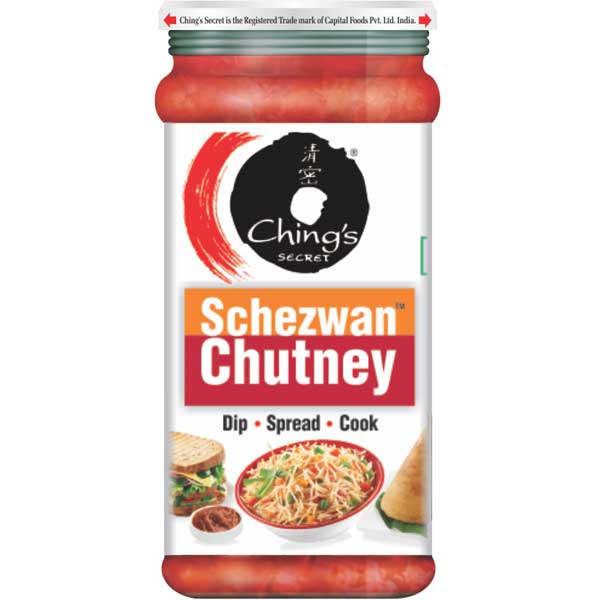 Ching's Secret is the Registered Trade mark of Capital Foods Pvt. Ltd. India.
清
密
®
Ching's
SECRET
Schezwan™
Chutney
Dip • Spread • Cook